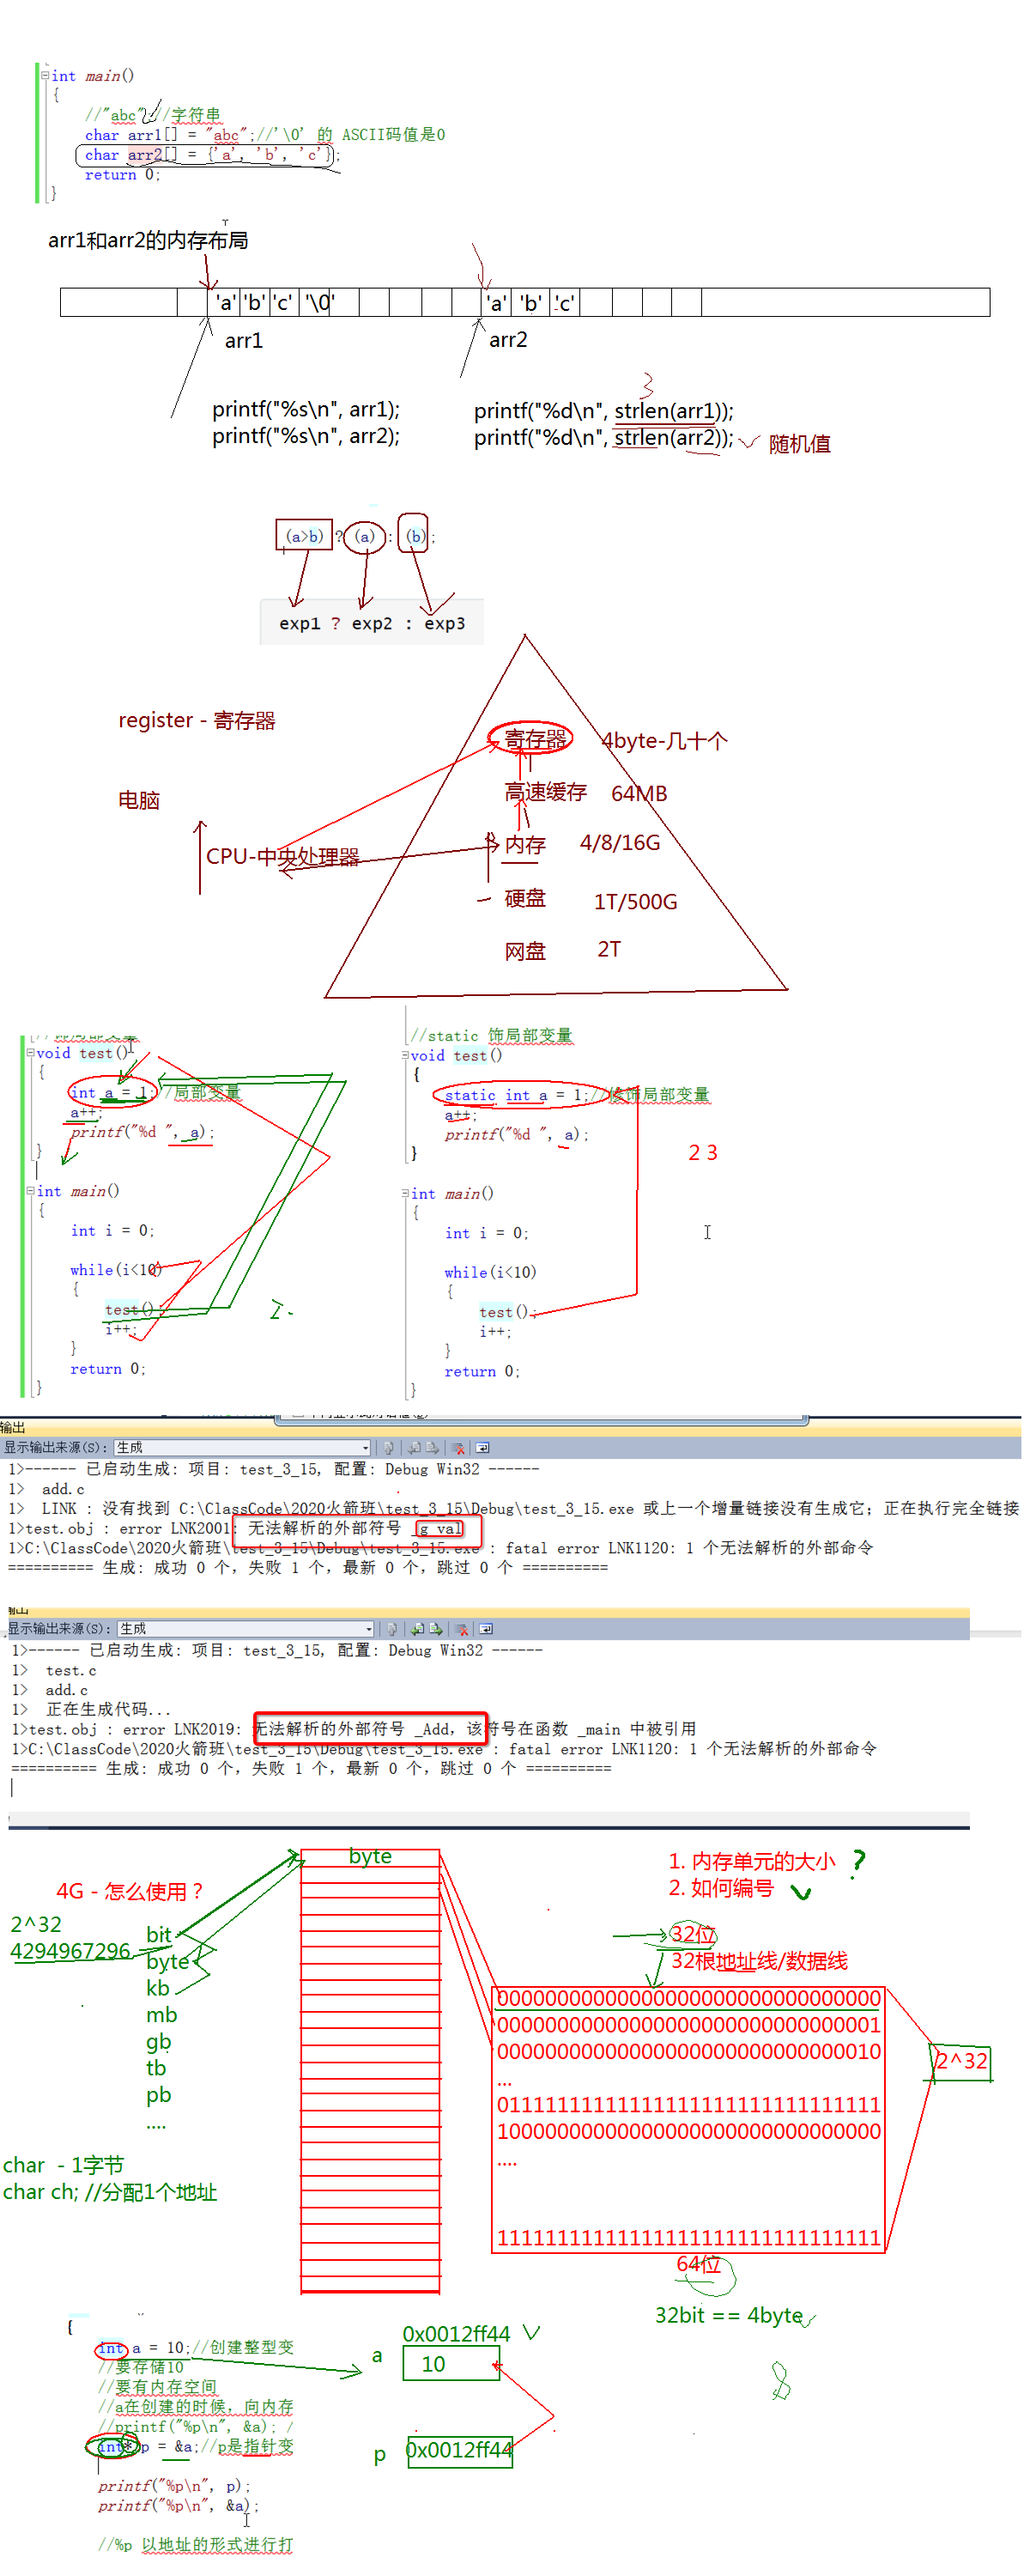 int main()
{
//"abc" //字符串
char arr1[] = "abc";//'\0' 的 ASCII码值是0
char arr2[] = {'a', 'b', 'c'};
return 0;
}
arr1和arr2的内存布局
'a' 'b' 'c' '\0' 'a' 'b' 'c'
arr1 arr2
3
printf("%s\n", arr1); printf("%d\n", strlen(arr1));
printf("%s\n", arr2); printf("%d\n", strlen(arr2)); 随机值
(a>b) ? (a) : (b);
exp1 ? exp2 : exp3
register - 寄存器
寄存器 4byte-几十个
电脑
高速缓存 64MB
内存 4/8/16G
CPU-中央处理器
硬盘 1T/500G
网盘 2T
void test()
{
int a = 1; //局部变量
a++;
printf("%d ", a);
}
int main()
{
int i = 0;
while(i<10)
{
test();
i++;
}
return 0;
}
//static 饰局部变量
void test()
{
static int a = 1;//修饰局部变量
a++;
printf("%d ", a);
}
2 3
int main()
{
int i = 0;
while(i<10)
{
test();
i++;
}
return 0;
}
输出
显示输出来源(S): 生成
1>------ 已启动生成: 项目: test_3_15, 配置: Debug Win32 ------
1> add.c
1> LINK : 没有找到 C:\ClassCode\2020火箭班\test_3_15\Debug\test_3_15.exe 或上一个增量链接没有生成它；正在执行完全链接
1>test.obj : error LNK2001: 无法解析的外部符号 _g_val
1>C:\ClassCode\2020火箭班\test_3_15\Debug\test_3_15.exe : fatal error LNK1120: 1 个无法解析的外部命令
========== 生成: 成功 0 个，失败 1 个，最新 0 个，跳过 0 个 ==========
输出
显示输出来源(S): 生成
1>------ 已启动生成: 项目: test_3_15, 配置: Debug Win32 ------
1> test.c
1> add.c
1> 正在生成代码...
1>test.obj : error LNK2019: 无法解析的外部符号 _Add，该符号在函数 _main 中被引用
1>C:\ClassCode\2020火箭班\test_3_15\Debug\test_3_15.exe : fatal error LNK1120: 1 个无法解析的外部命令
========== 生成: 成功 0 个，失败 1 个，最新 0 个，跳过 0 个 ==========
byte
4G - 怎么使用？
2^32
4294967296
bit
byte
kb
mb
gb
tb
pb
....
char - 1字节
char ch; //分配1个地址
1. 内存单元的大小 ?
2. 如何编号
32位
32根地址线/数据线
00000000000000000000000000000000
00000000000000000000000000000001
00000000000000000000000000000010
...
01111111111111111111111111111111
10000000000000000000000000000000
....
11111111111111111111111111111111
2^32
64位
32bit == 4byte
8
{
int a = 10;//创建整型变
//要存储10
//要有内存空间
//a在创建的时候，向内存
//printf("%p\n", &a); /
int* p = &a;//p是指针变
printf("%p\n", p);
printf("%p\n", &a);
//%p 以地址的形式进行打
0x0012ff44
a 10
p 0x0012ff44